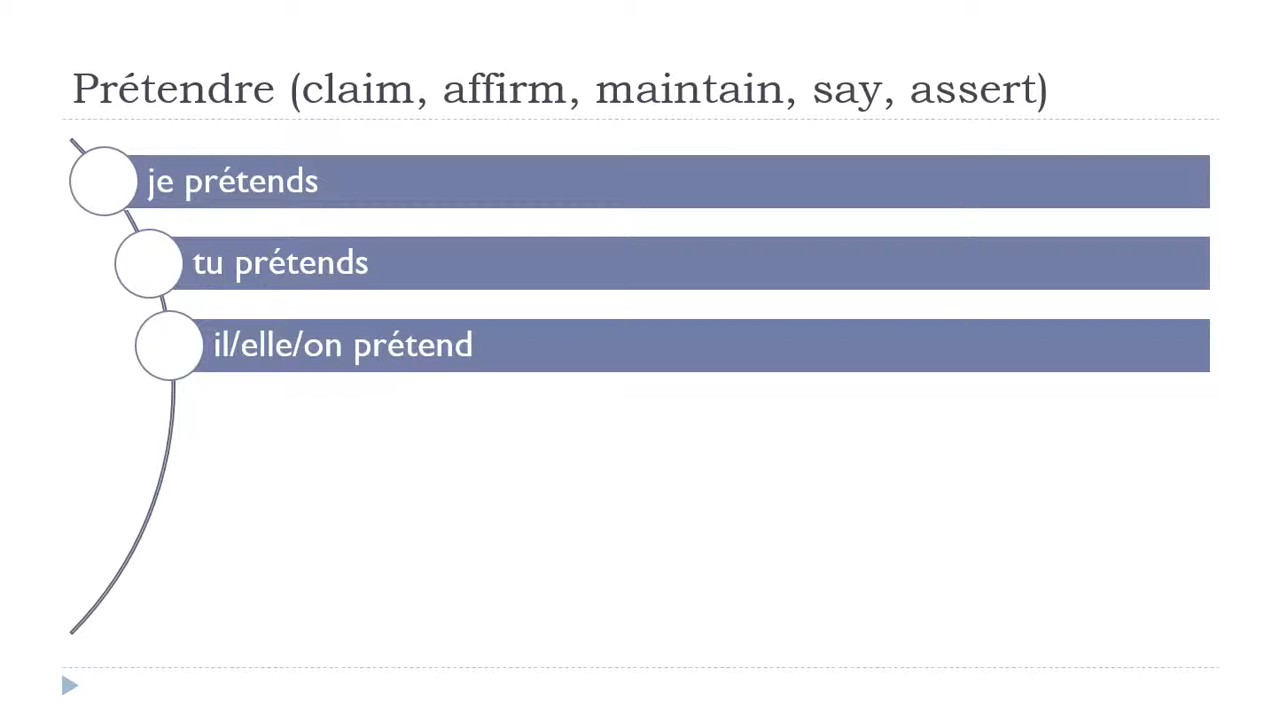 Prétendre (claim, affirm, maintain, say, assert)
je prétends
tu prétends
il/elle/on prétend